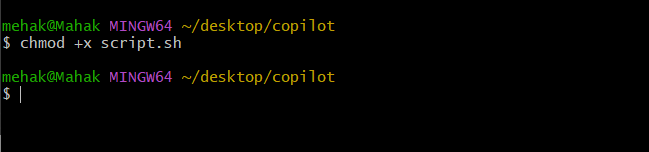 mehak@Mahak MINGW64 ~/desktop/copilot
$ chmod +x script.sh
mehak@Mahak MINGW64 ~/desktop/copilot
$